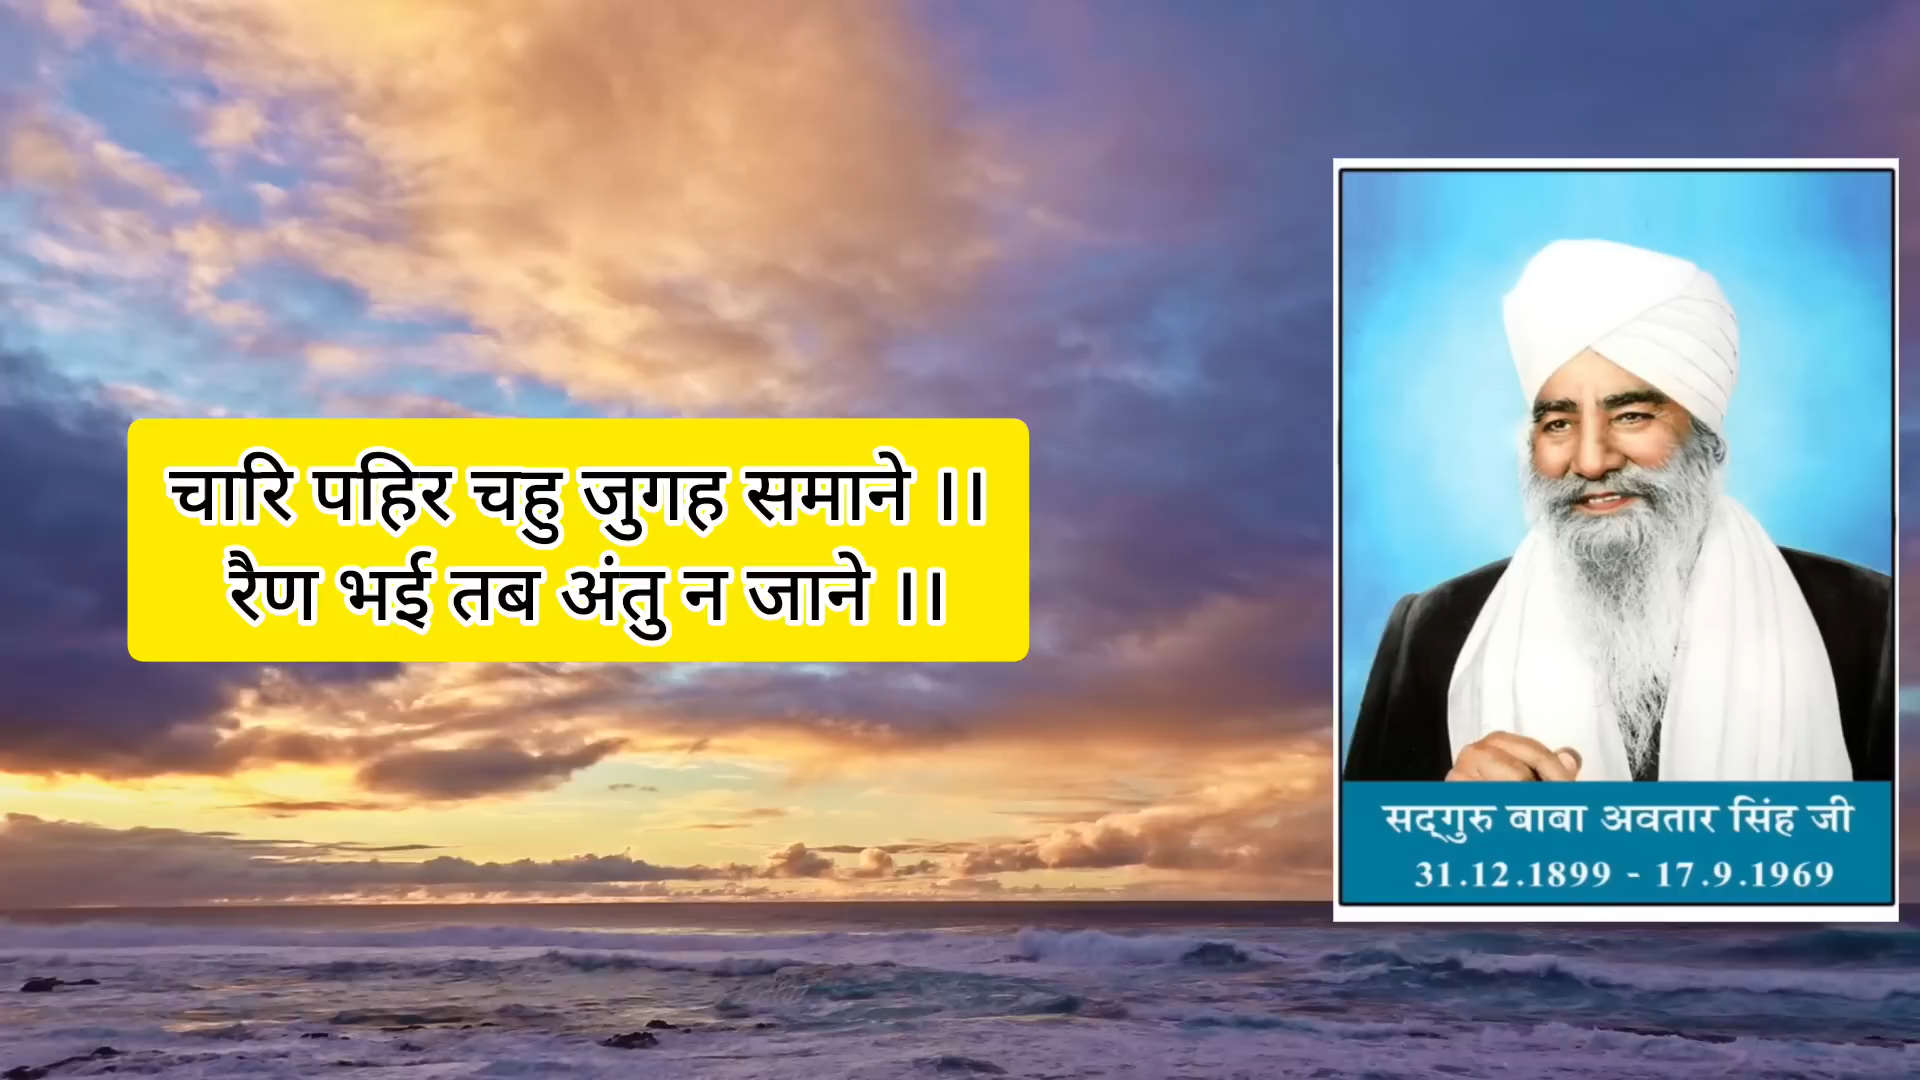 चारि पहिर चहु जुगह समाने ।।
रैण भई तब अंतु न जाने ।।
सद्गुरु बाबा अवतार सिंह जी
31.12.1899 - 17.9.1969